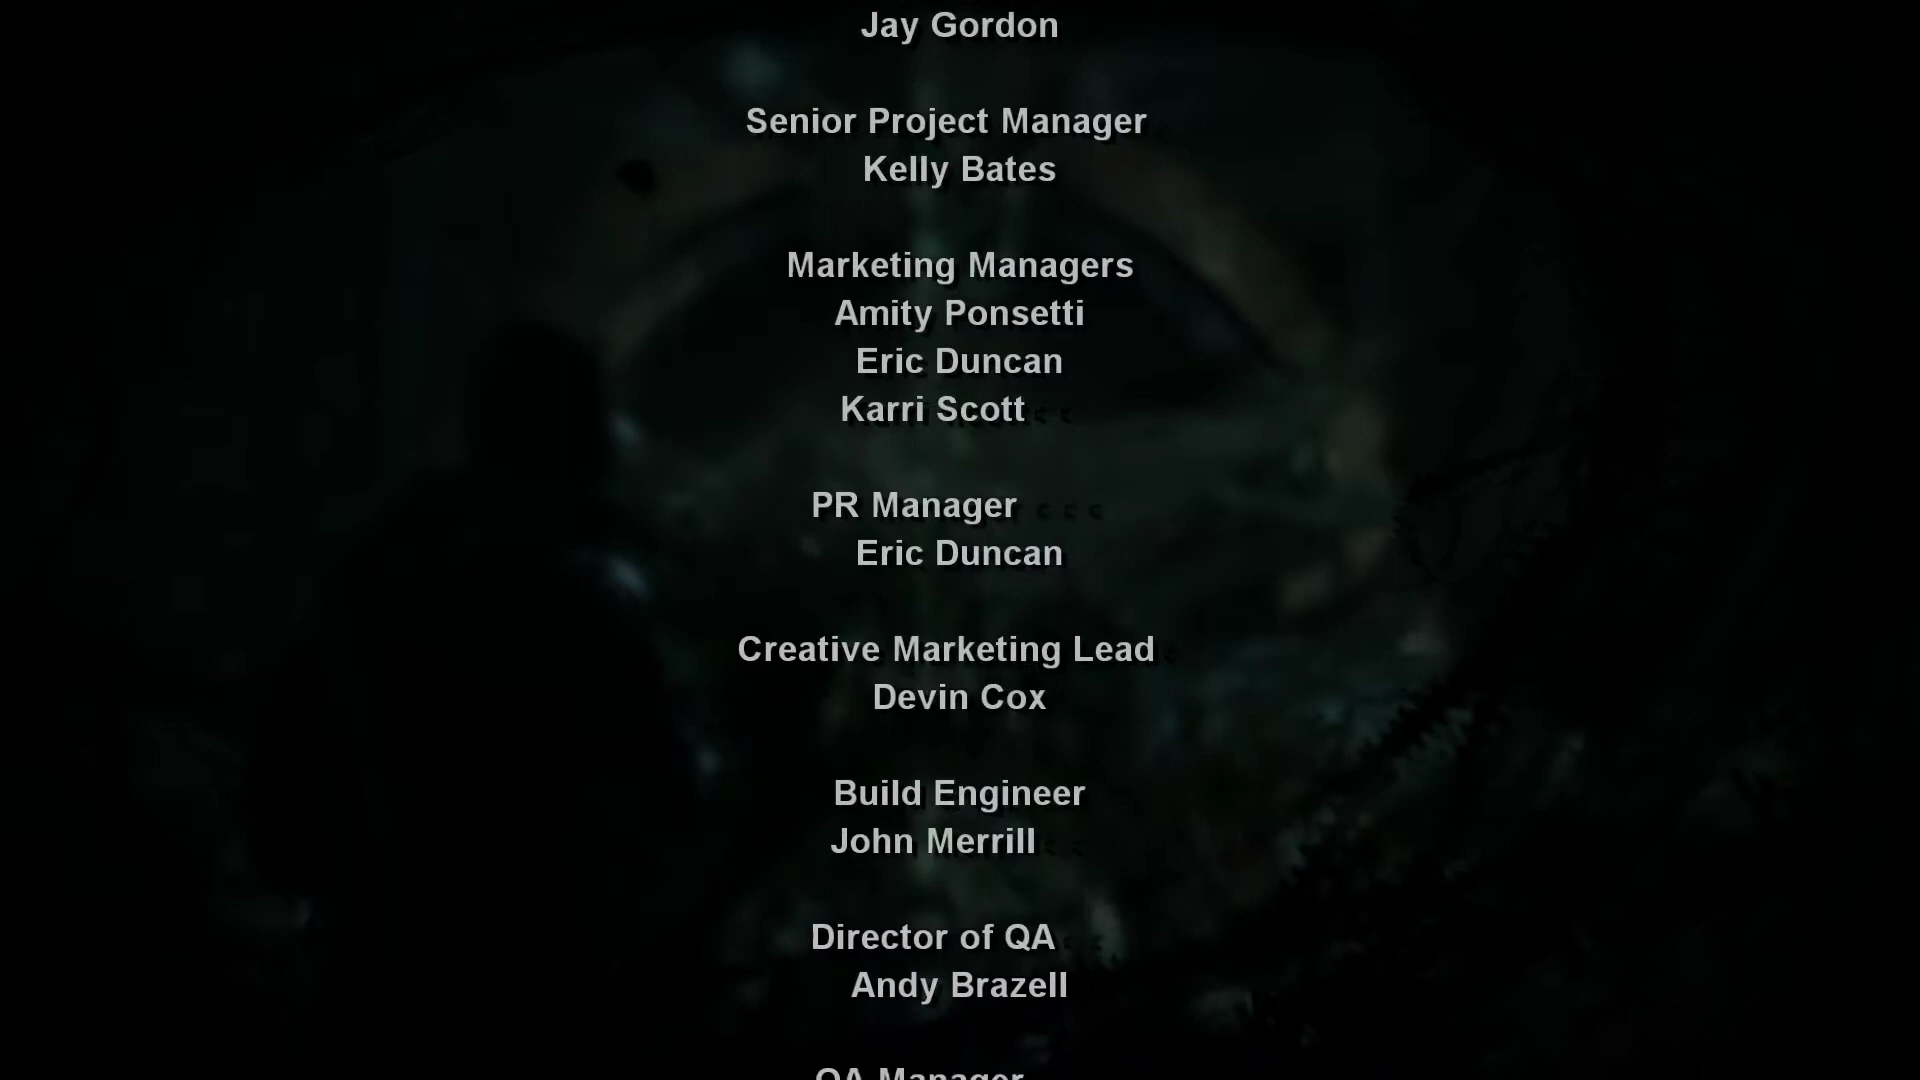 Jay Gordon
Senior Project Manager
Kelly Bates
Marketing Managers
Amity Ponsetti
Eric Duncan
Karri Scott
PR Manager
Eric Duncan
Creative Marketing Lead
Devin Cox
Build Engineer
John Merrill
Director of QA
Andy Brazell
QA Manager